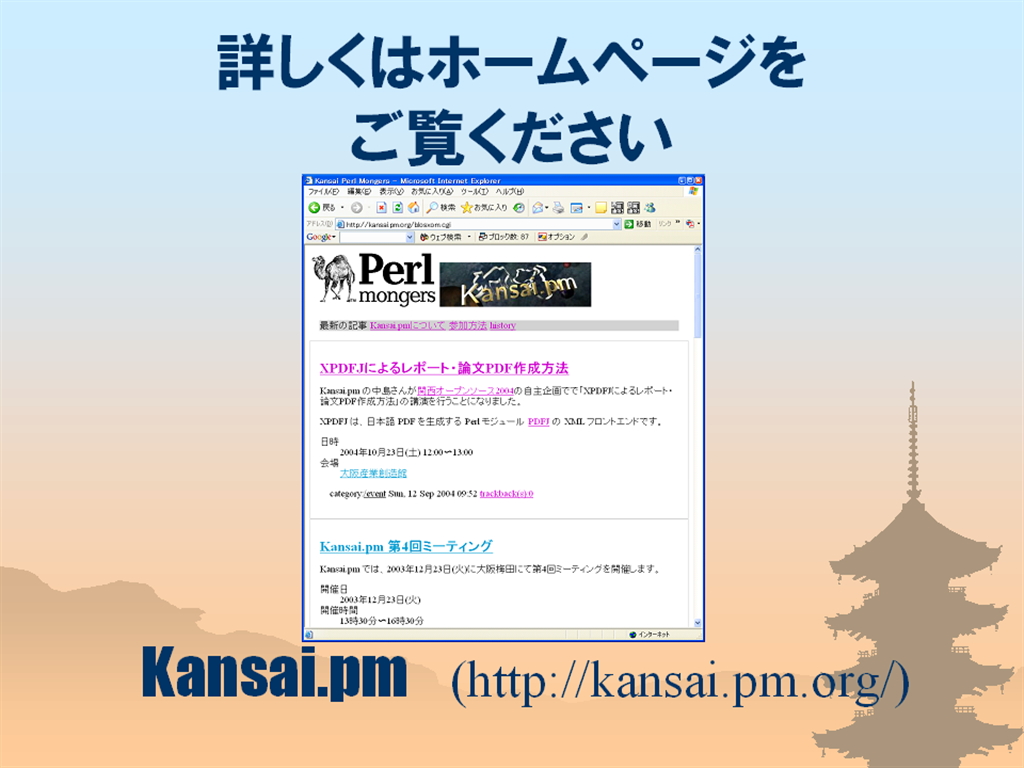 詳しくはホームページを
ご覧ください
Kansai Perl Mongers - Microsoft Internet Explorer
ファイル(F) 編集(E) 表示(V) お気に入り(A) ツール(T) ヘルプ(H)
戻る 検索 お気に入り
アドレス(D) http://kansai.pm.org/blosxom.cgi 移動 リンク »
Google ウェブ検索 ブロック数: 87 オプション
Perl
mongers
Kansai.pm
最新の記事 Kansai.pmについて 参加方法 history
XPDFJによるレポート・論文PDF作成方法
Kansai.pm の中島さんが関西オープンソース2004の自主企画でで「XPDFJによるレポート・
論文PDF作成方法」の講演を行うことになりました。
XPDFJ は、日本語 PDF を生成する Perl モジュール PDFJ の XML フロントエンドです。
日時
2004年10月23日(土) 12:00〜13:00
会場
大阪産業創造館
category:/event Sun, 12 Sep 2004 09:52 trackback(s):0
Kansai.pm 第4回ミーティング
Kansai.pm では、2003年12月23日(火)に大阪梅田にて第4回ミーティングを開催します。
開催日
2003年12月23日(火)
開催時間
13時30分〜16時30分
インターネット
Kansai.pm (http://kansai.pm.org/)